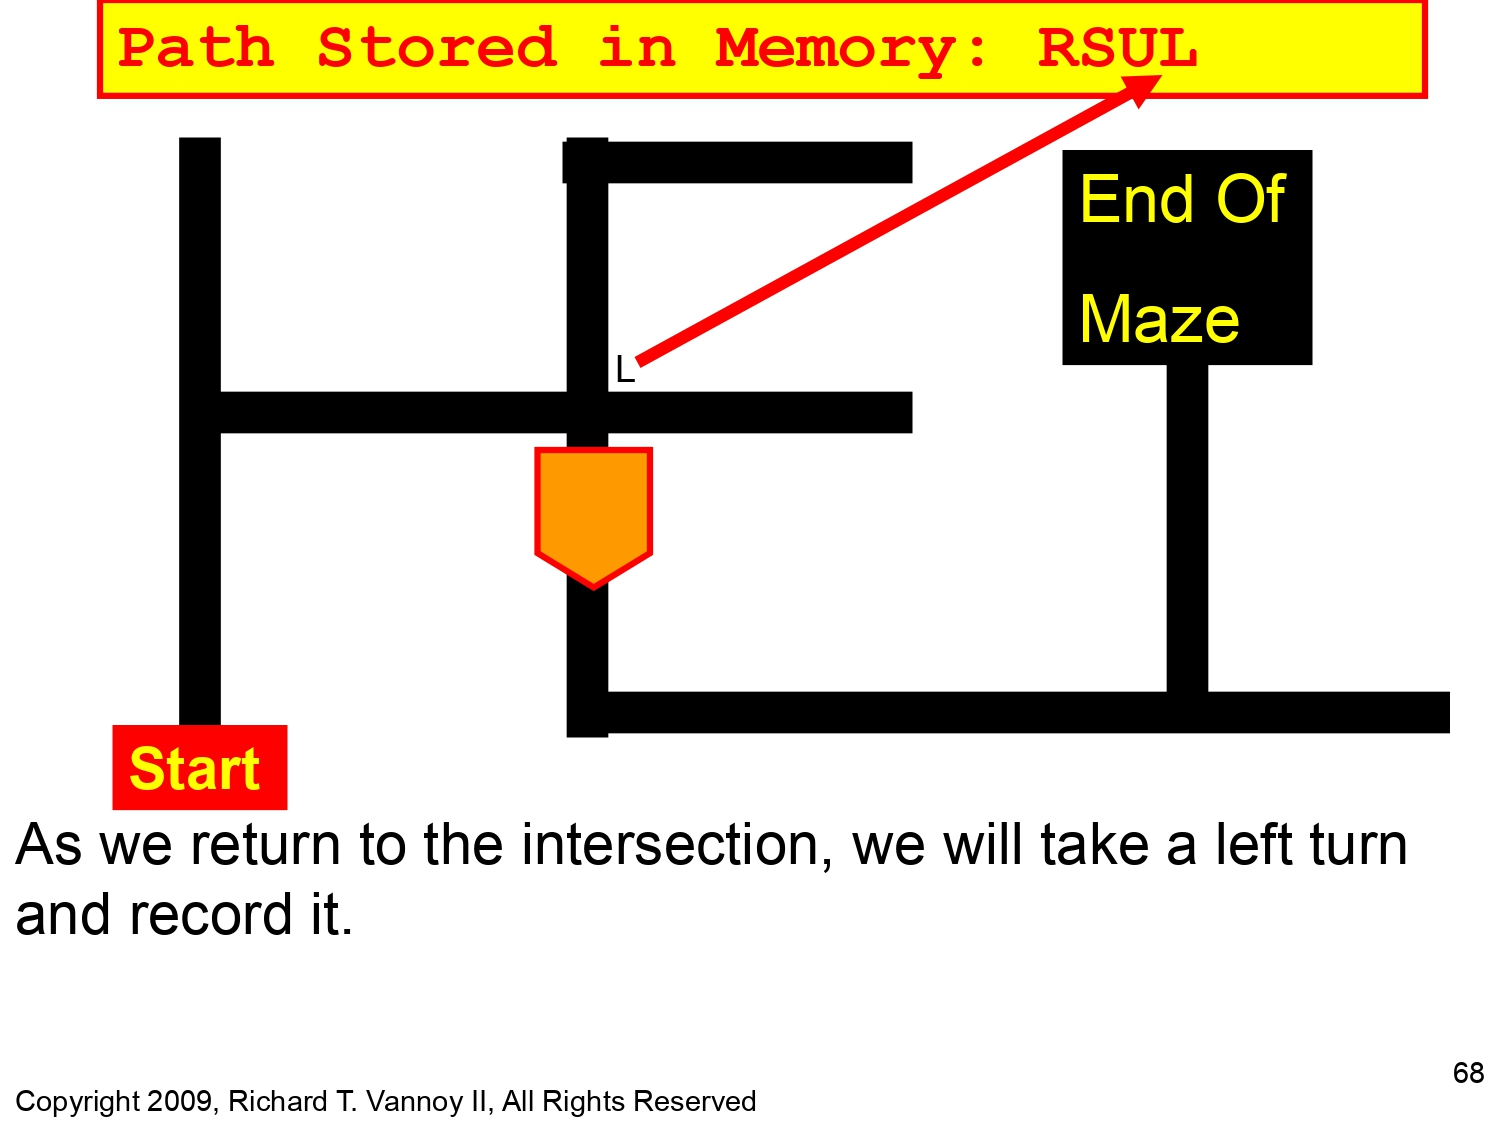 Path Stored in Memory: RSUL
End Of
Maze
L
Start
As we return to the intersection, we will take a left turn
and record it.
68
Copyright 2009, Richard T. Vannoy II, All Rights Reserved